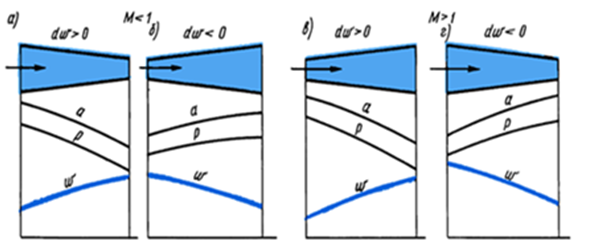 а) M<1 б) в) M>1 г)
dw>0 dw<0 dw>0 dw<0
a a a a
p p p p
w w w w